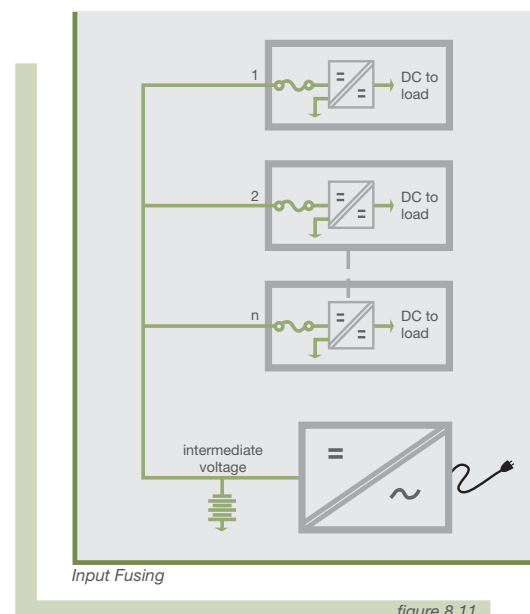 1
DC to
load
2
DC to
load
n
DC to
load
intermediate
voltage
Input Fusing
figure 8.11